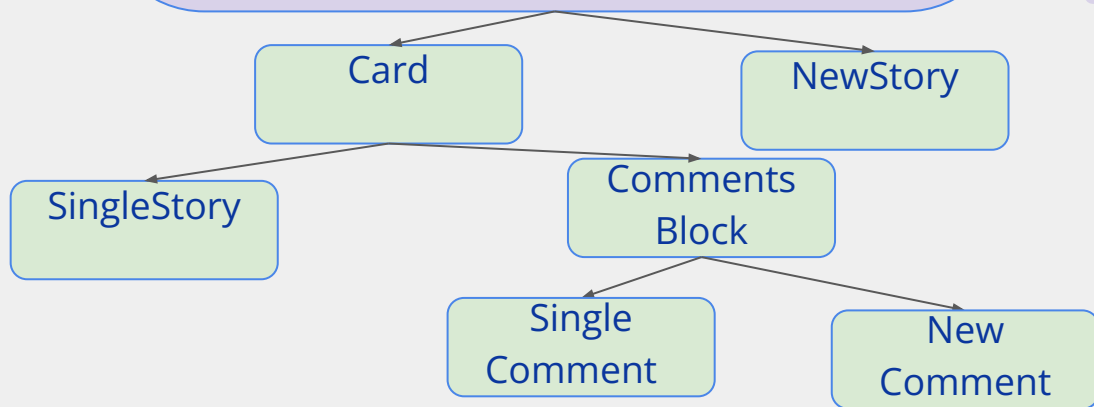 Card
NewStory
SingleStory
Comments
Block
Single
Comment
New
Comment